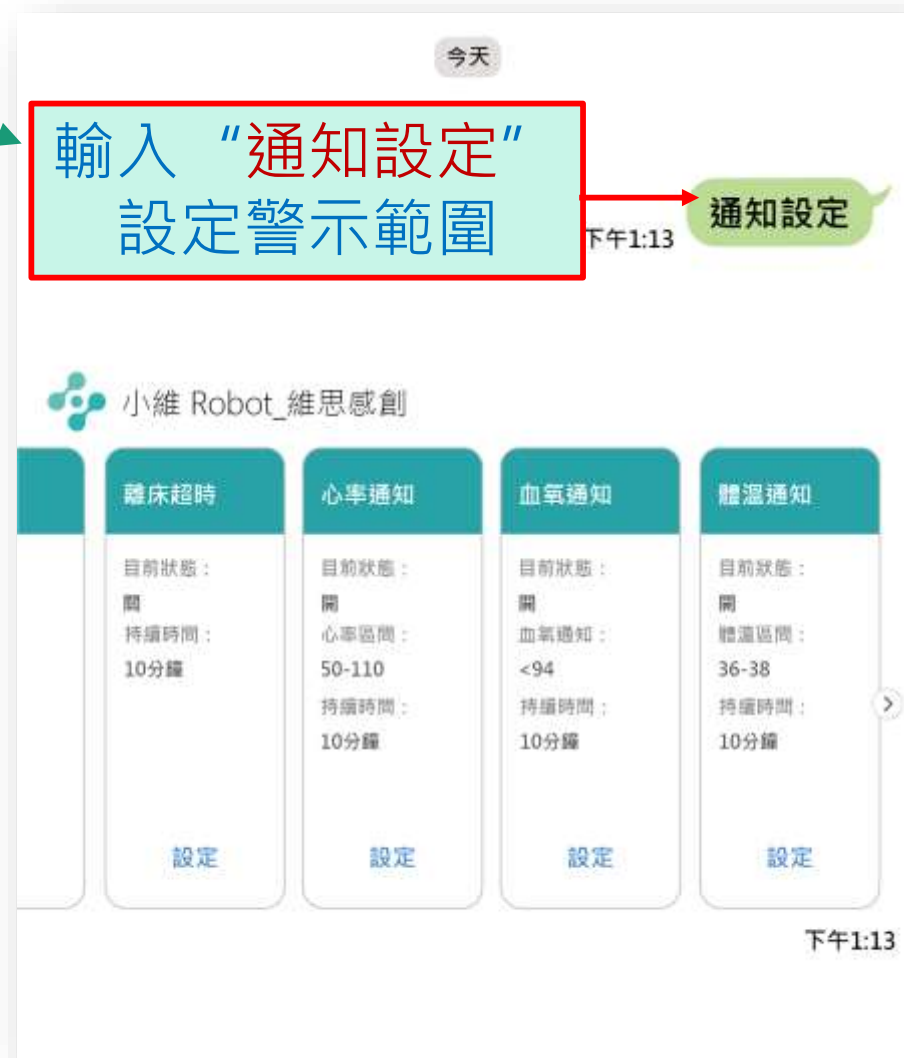 今天
輸入“通知設定”
設定警示範圍
通知設定
下午1:13
小維 Robot_維思感創
離床超時
目前狀態：
關
持續時間：
10分鐘
設定
心率通知
目前狀態：
開
心率區間：
50-110
持續時間：
10分鐘
設定
血氧通知
目前狀態：
開
血氧通知：
<94
持續時間：
10分鐘
設定
體溫通知
目前狀態：
開
體溫區間：
36-38
持續時間：
10分鐘
設定
下午1:13